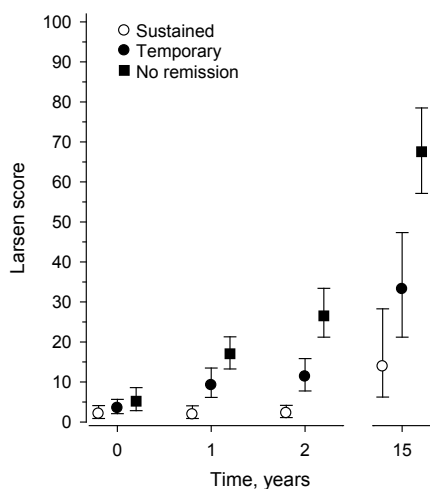 100
90
80
70
60
50
40
30
20
10
0
Larsen score
Sustained
Temporary
No remission
0 1 2 15
Time, years